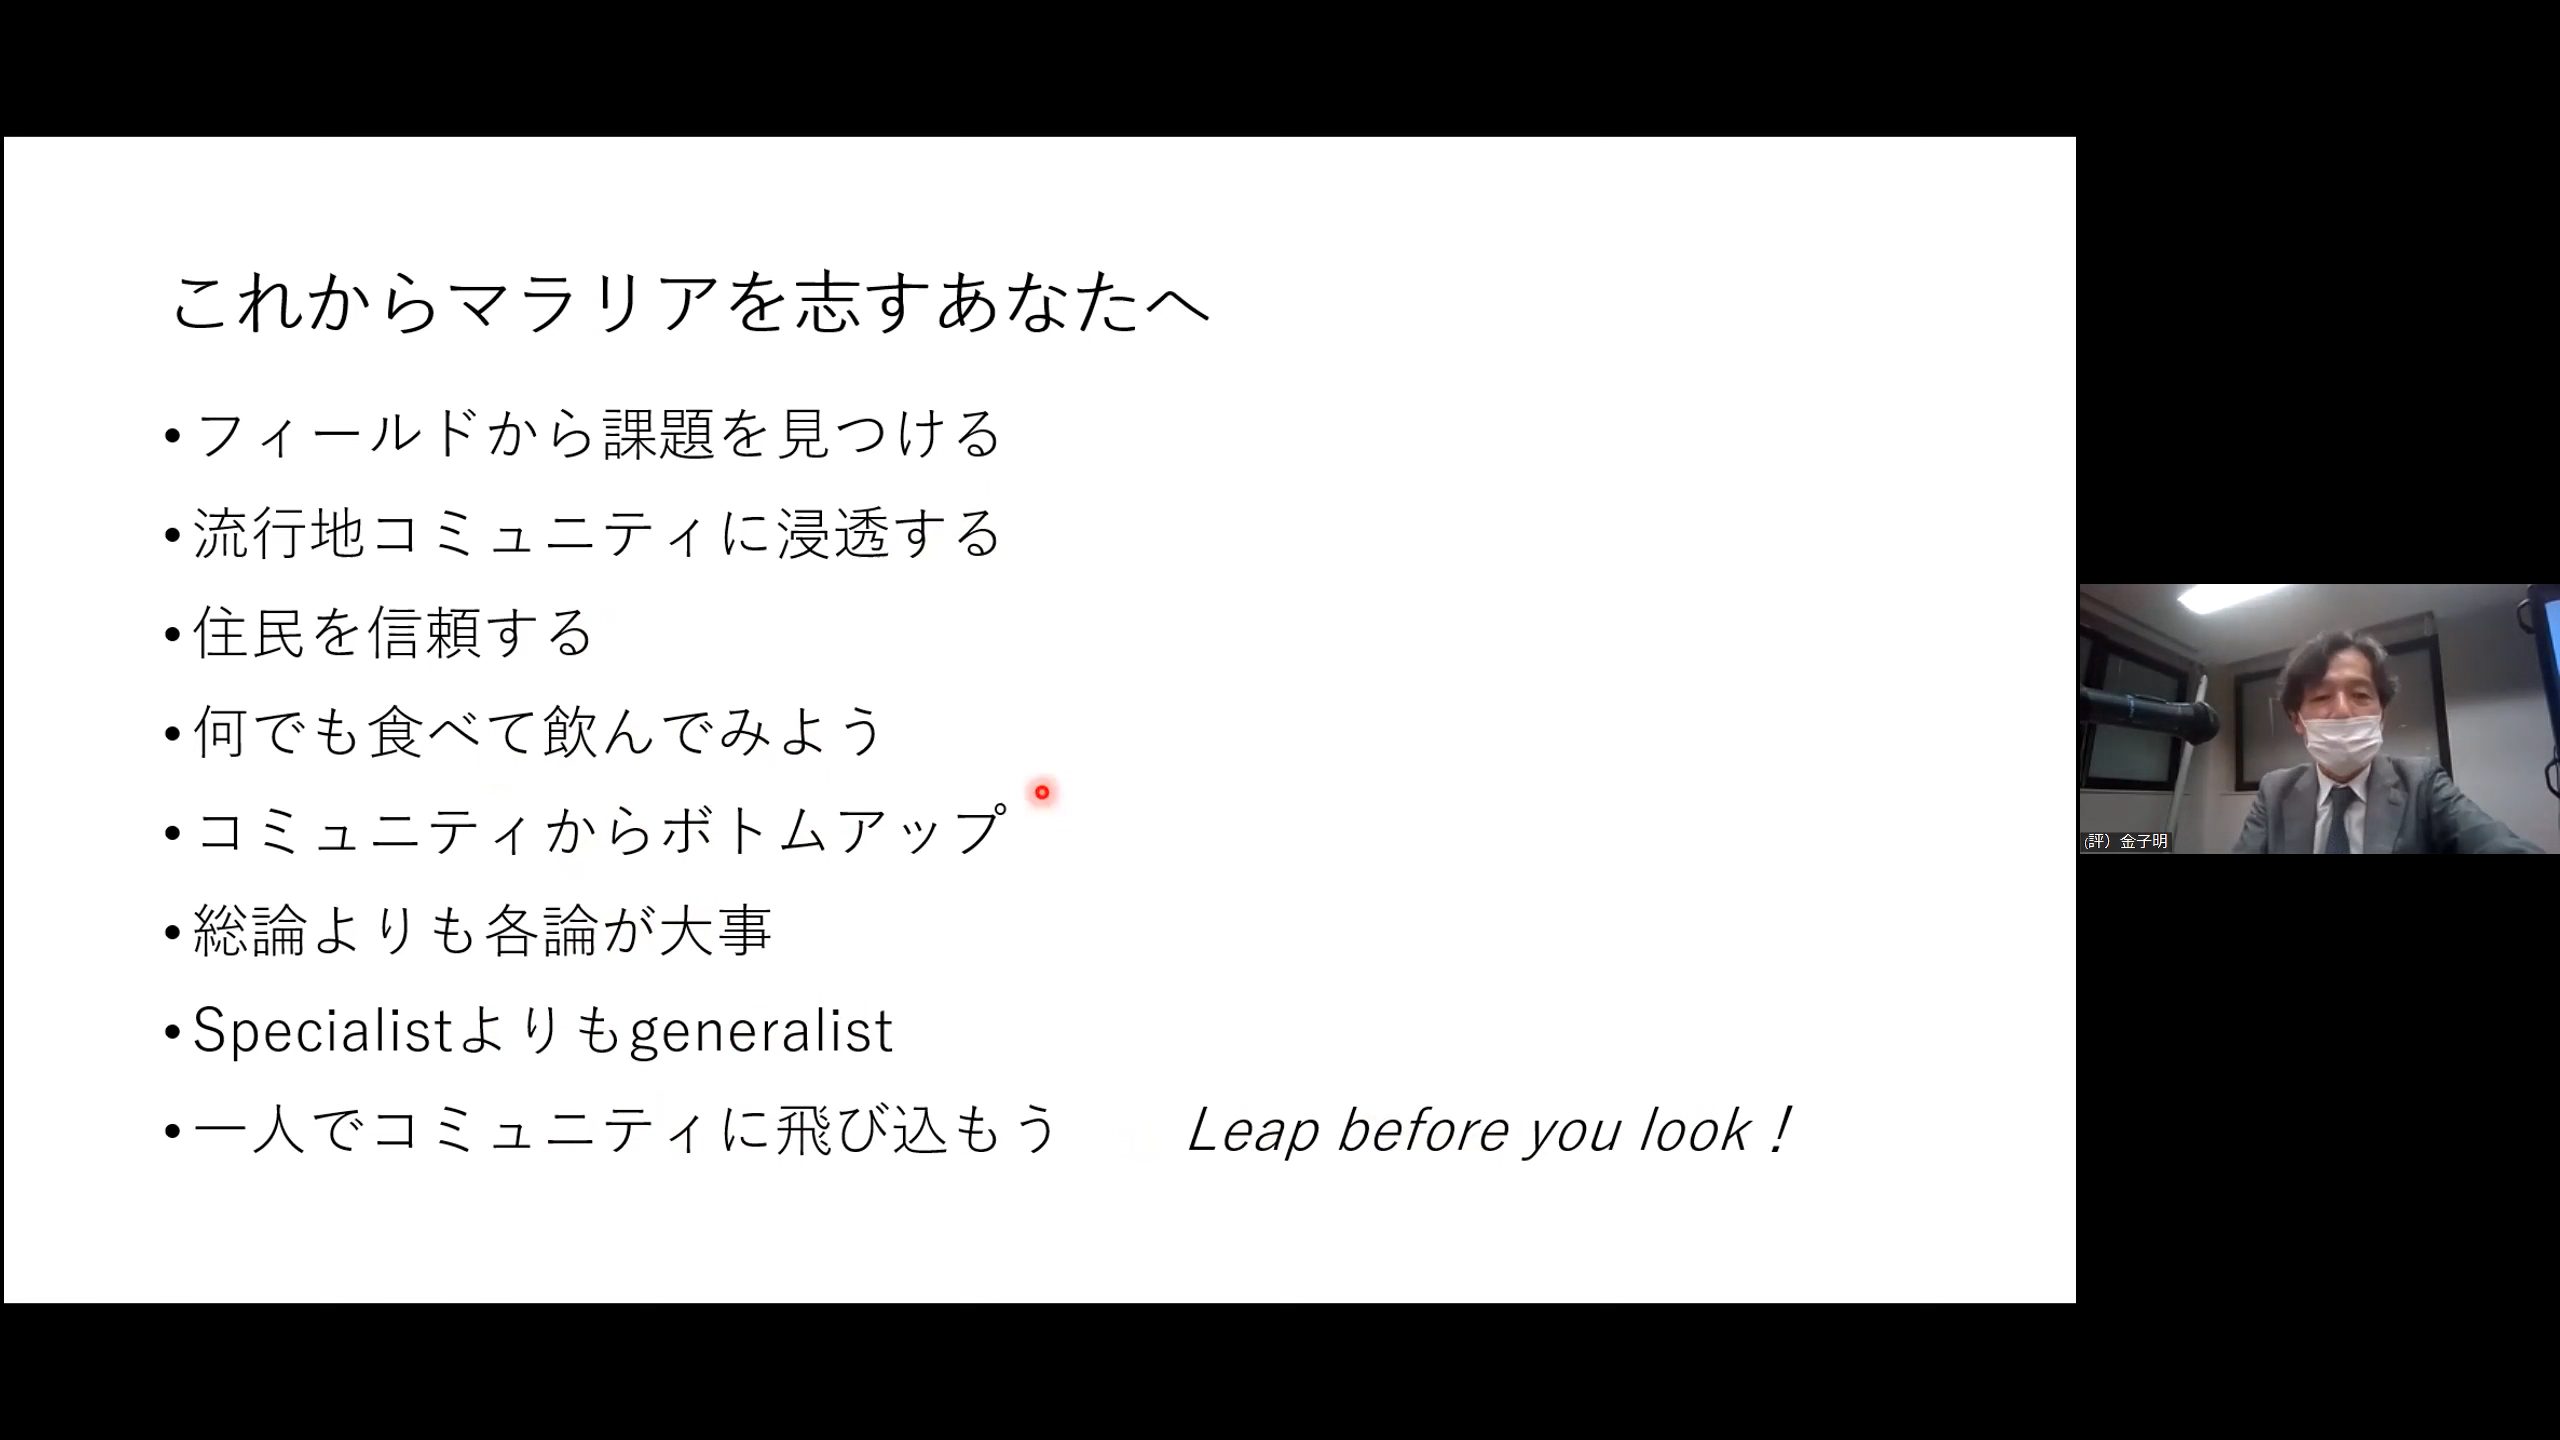 これからマラリアを志すあなたへ
•フィールドから課題を見つける
•流行地コミュニティに浸透する
•住民を信頼する
•何でも食べて飲んでみよう
•コミュニティからボトムアップ
•総論よりも各論が大事
•Specialistよりもgeneralist
•一人でコミュニティに飛び込もう Leap before you look！
(評）金子明